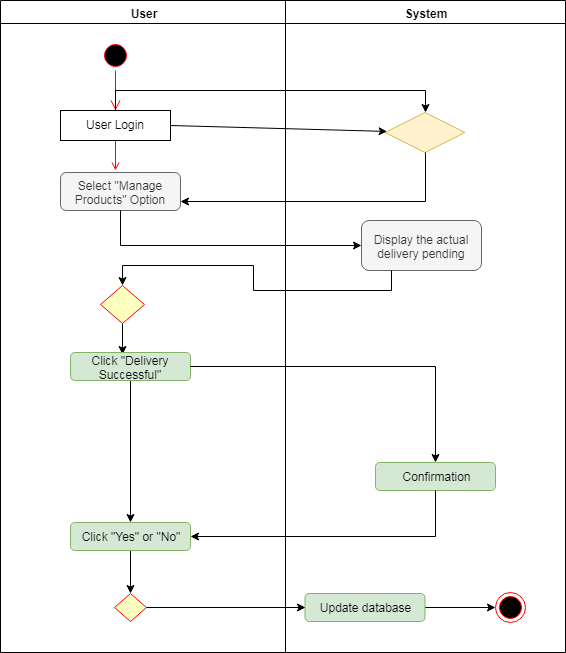 User
System
User Login
Select "Manage
Products" Option
Display the actual
delivery pending
Click "Delivery
Successful"
Confirmation
Click "Yes" or "No"
Update database